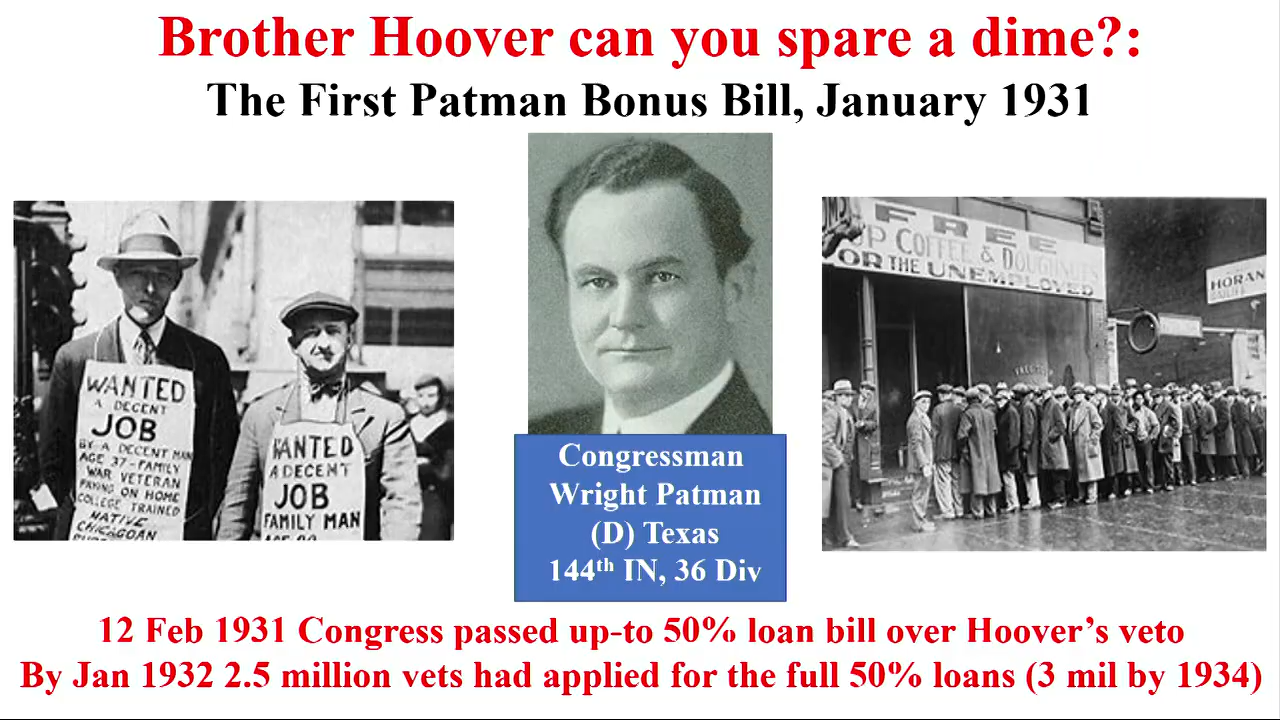 Brother Hoover can you spare a dime?:
The First Patman Bonus Bill, January 1931
WANTED
A DECENT
JOB
BY A DECENT MAN
AGE 37-FAMILY
WAR VETERAN
PAYING ON HOME
COLLEGE TRAINED
NATIVE
CHICAGOAN
WANTED
A DECENT
JOB
FAMILY MAN
Congressman
Wright Patman
(D) Texas
144th IN, 36 Div
FREE
COFFEE & DOUGHNUTS
FOR THE UNEMPLOYED
HORAN
12 Feb 1931 Congress passed up-to 50% loan bill over Hoover’s veto
By Jan 1932 2.5 million vets had applied for the full 50% loans (3 mil by 1934)